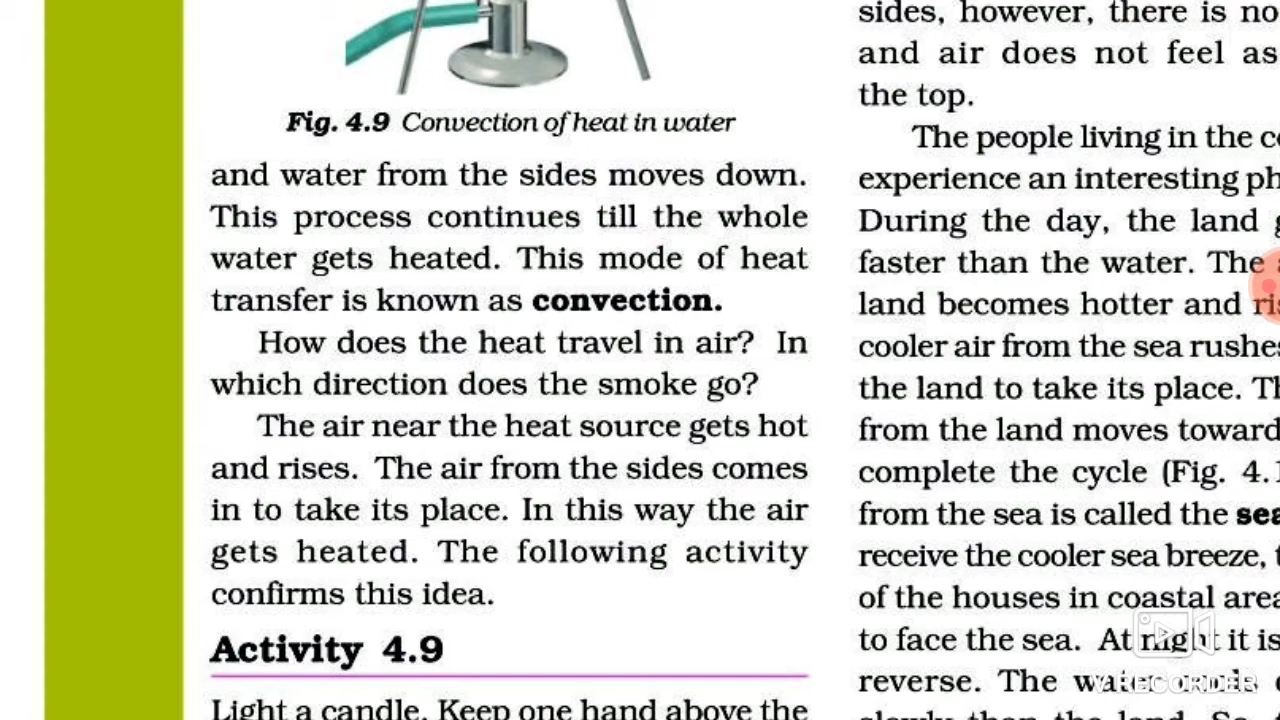 Fig. 4.9 Convection of heat in water
and water from the sides moves down.
This process continues till the whole
water gets heated. This mode of heat
transfer is known as convection.
How does the heat travel in air? In
which direction does the smoke go?
The air near the heat source gets hot
and rises. The air from the sides comes
in to take its place. In this way the air
gets heated. The following activity
confirms this idea.
Activity 4.9
Light a candle. Keep one hand above the
sides, however, there is no
and air does not feel as
the top.
The people living in the
experience an interesting
During the day, the land
faster than the water. The
land becomes hotter and
cooler air from the sea rushes
the land to take its place.
from the land moves
complete the cycle (Fig.
from the sea is called the
receive the cooler sea breeze,
of the houses in coastal
to face the sea. At night it is
reverse. The water cools
slowly than the land. So,
V RECORDER